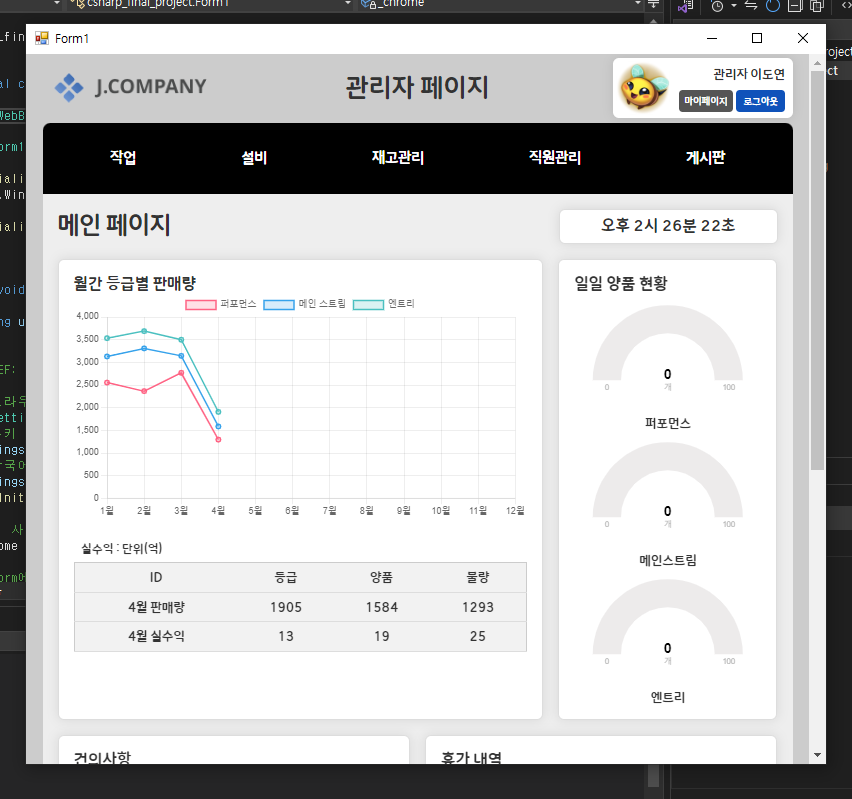 csharp_final_project.Form1
_chrome
Form1
J.COMPANY
관리자 페이지
관리자 이도연
마이페이지 로그아웃
작업 설비 재고관리 직원관리 게시판
메인 페이지
오후 2시 26분 22초
월간 등급별 판매량
퍼포먼스 메인 스트림 엔트리
4,000
3,500
3,000
2,500
2,000
1,500
1,000
500
0
1월 2월 3월 4월 5월 6월 7월 8월 9월 10월 11월 12월
실수익 : 단위(억)
ID 등급 양품 물량
4월 판매량 1905 1584 1293
4월 실수익 13 19 25
일일 양품 현황
0
0 개 100
퍼포먼스
0
0 개 100
메인스트림
0
0 개 100
엔트리
건의사항
휴가 내역